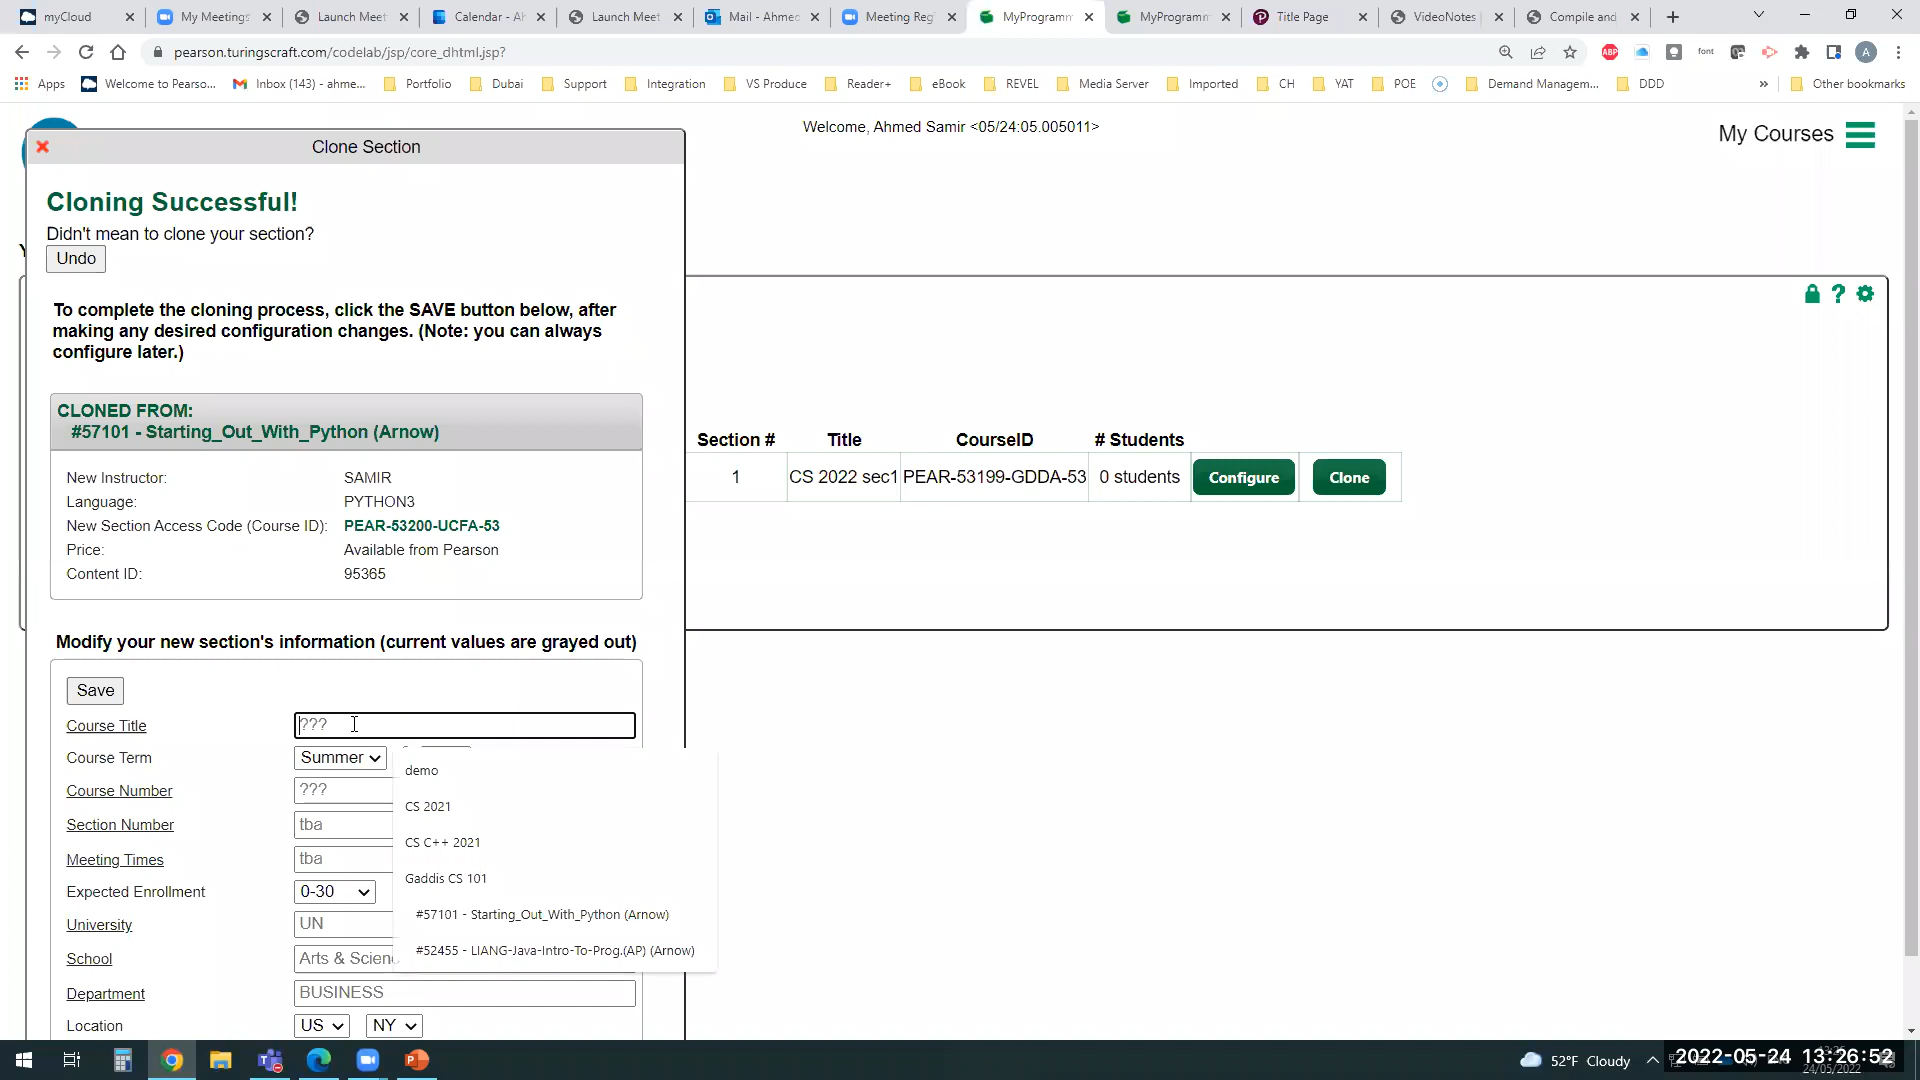 myCloud
My Meetings
Launch Meet
Calendar - Ah
Launch Meet
Mail - Ahmed
Meeting Reg
MyProgramm
MyProgramm
Title Page
VideoNotes
Compile and
pearson.turingscraft.com/codelab/jsp/core_dhtml.jsp?
ABP
font
A
Apps
Welcome to Pearso...
Inbox (143) - ahme...
Portfolio
Dubai
Support
Integration
VS Produce
Reader+
eBook
REVEL
Media Server
Imported
CH
YAT
POE
Demand Managem...
DDD
»
Other bookmarks
Welcome, Ahmed Samir <05/24:05.005011>
My Courses
Clone Section
Cloning Successful!
Didn't mean to clone your section?
Undo
To complete the cloning process, click the SAVE button below, after
making any desired configuration changes. (Note: you can always
configure later.)
CLONED FROM:
#57101 - Starting_Out_With_Python (Arnow)
New Instructor: SAMIR
Language: PYTHON3
New Section Access Code (Course ID): PEAR-53200-UCFA-53
Price: Available from Pearson
Content ID: 95365
Section # Title CourseID # Students
1 CS 2022 sec1 PEAR-53199-GDDA-53 0 students Configure Clone
Modify your new section's information (current values are grayed out)
Save
Course Title ???
Course Term Summer
Course Number ???
Section Number tba
Meeting Times tba
Expected Enrollment 0-30
University UN
School Arts & Scien
Department BUSINESS
Location US NY
demo
CS 2021
CS C++ 2021
Gaddis CS 101
#57101 - Starting_Out_With_Python (Arnow)
#52455 - LIANG-Java-Intro-To-Prog.(AP) (Arnow)
52°F Cloudy
2022-05-24 13:26:52
24/05/2022